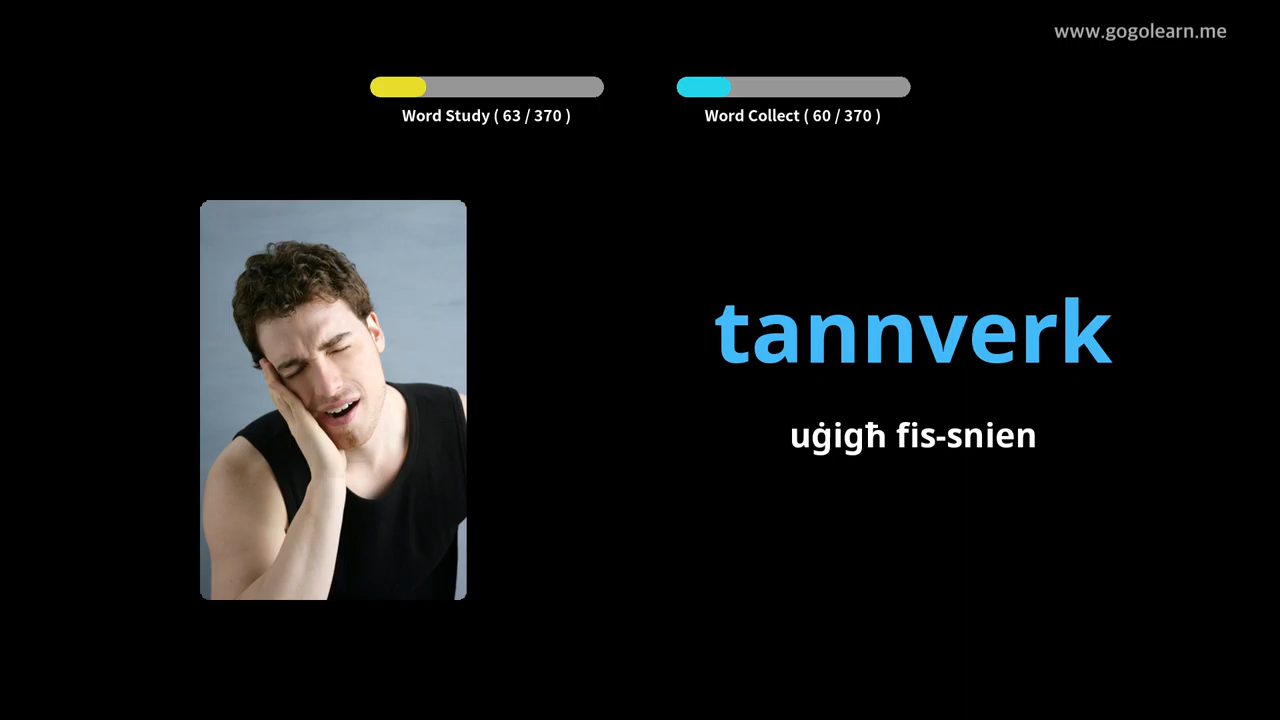 www.gogolearn.me
Word Study ( 63 / 370 )
Word Collect ( 60 / 370 )
tannverk
uġigħ fis-snien